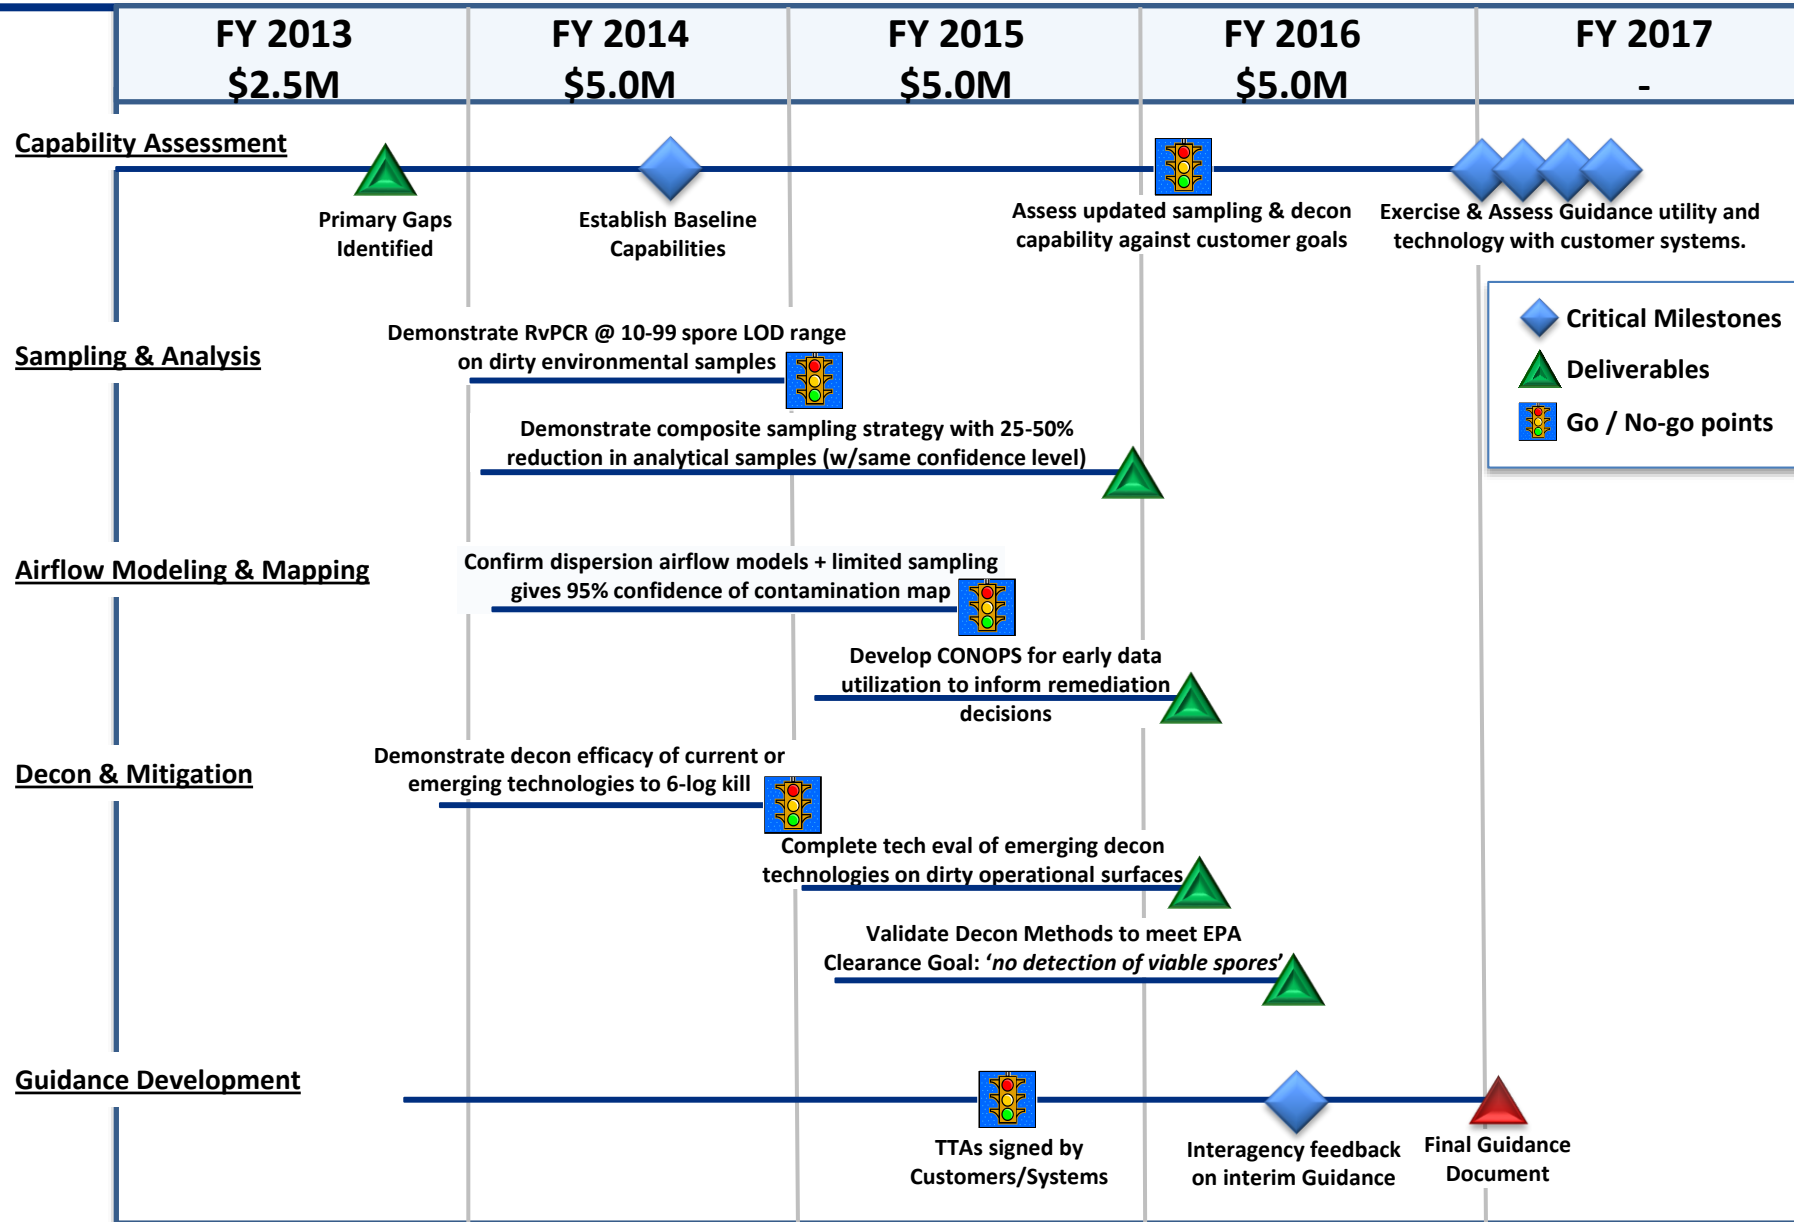 FY 2013
$2.5M
FY 2014
$5.0M
FY 2015
$5.0M
FY 2016
$5.0M
FY 2017
-
Capability Assessment
Primary Gaps
Identified
Establish Baseline
Capabilities
Assess updated sampling & decon
capability against customer goals
Exercise & Assess Guidance utility and
technology with customer systems.
Critical Milestones
Deliverables
Go / No-go points
Sampling & Analysis
Demonstrate RvPCR @ 10-99 spore LOD range
on dirty environmental samples
Demonstrate composite sampling strategy with 25-50%
reduction in analytical samples (w/same confidence level)
Airflow Modeling & Mapping
Confirm dispersion airflow models + limited sampling
gives 95% confidence of contamination map
Develop CONOPS for early data
utilization to inform remediation
decisions
Decon & Mitigation
Demonstrate decon efficacy of current or
emerging technologies to 6-log kill
Complete tech eval of emerging decon
technologies on dirty operational surfaces
Validate Decon Methods to meet EPA
Clearance Goal: ‘no detection of viable spores’
Guidance Development
TTAs signed by
Customers/Systems
Interagency feedback
on interim Guidance
Final Guidance
Document